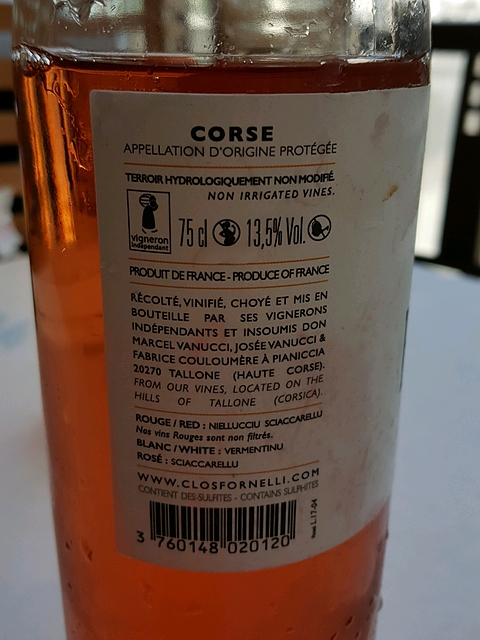 CORSE
APPELLATION D'ORIGINE PROTÉGÉE
TERROIR HYDROLOGIQUEMENT NON MODIFIÉ.
NON IRRIGATED VINES.
vigneron
indépendant
75 cl 13,5% Vol.
PRODUIT DE FRANCE - PRODUCE OF FRANCE
RÉCOLTÉ, VINIFIÉ, CHOYÉ ET MIS EN
BOUTEILLE PAR SES VIGNERONS
INDÉPENDANTS ET INSOUMIS DON
MARCEL VANUCCI, JOSÉE VANUCCI &
FABRICE COULOUMÈRE À PIANICCIA
20270 TALLONE (HAUTE CORSE).
FROM OUR VINES, LOCATED ON THE
HILLS OF TALLONE (CORSICA).
ROUGE / RED : NIELLUCCIU SCIACCARELLU
Nos vins Rouges sont non filtrés.
BLANC / WHITE : VERMENTINU
ROSÉ : SCIACCARELLU
WWW.CLOSFORNELLI.COM
CONTIENT DES SULFITES - CONTAINS SULPHITES
3 760148 020120
Rosé L.17-04